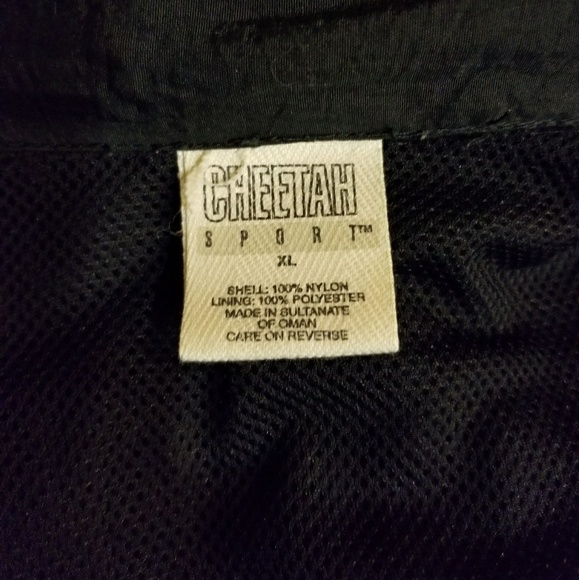 CHEETAH
SPORT™
XL
SHELL: 100% NYLON
LINING: 100% POLYESTER
MADE IN SULTANATE
OF OMAN
CARE ON REVERSE